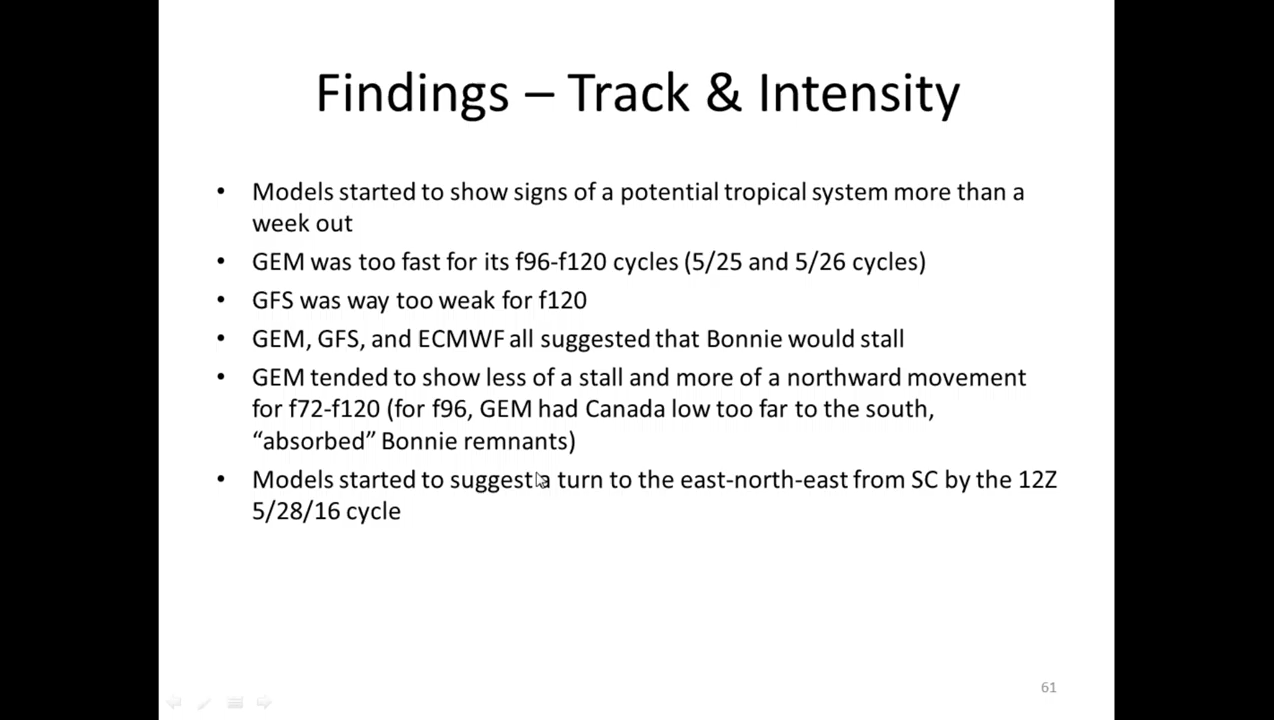 Findings – Track & Intensity
• Models started to show signs of a potential tropical system more than a
week out
• GEM was too fast for its f96-f120 cycles (5/25 and 5/26 cycles)
• GFS was way too weak for f120
• GEM, GFS, and ECMWF all suggested that Bonnie would stall
• GEM tended to show less of a stall and more of a northward movement
for f72-f120 (for f96, GEM had Canada low too far to the south,
“absorbed” Bonnie remnants)
• Models started to suggest a turn to the east-north-east from SC by the 12Z
5/28/16 cycle
61